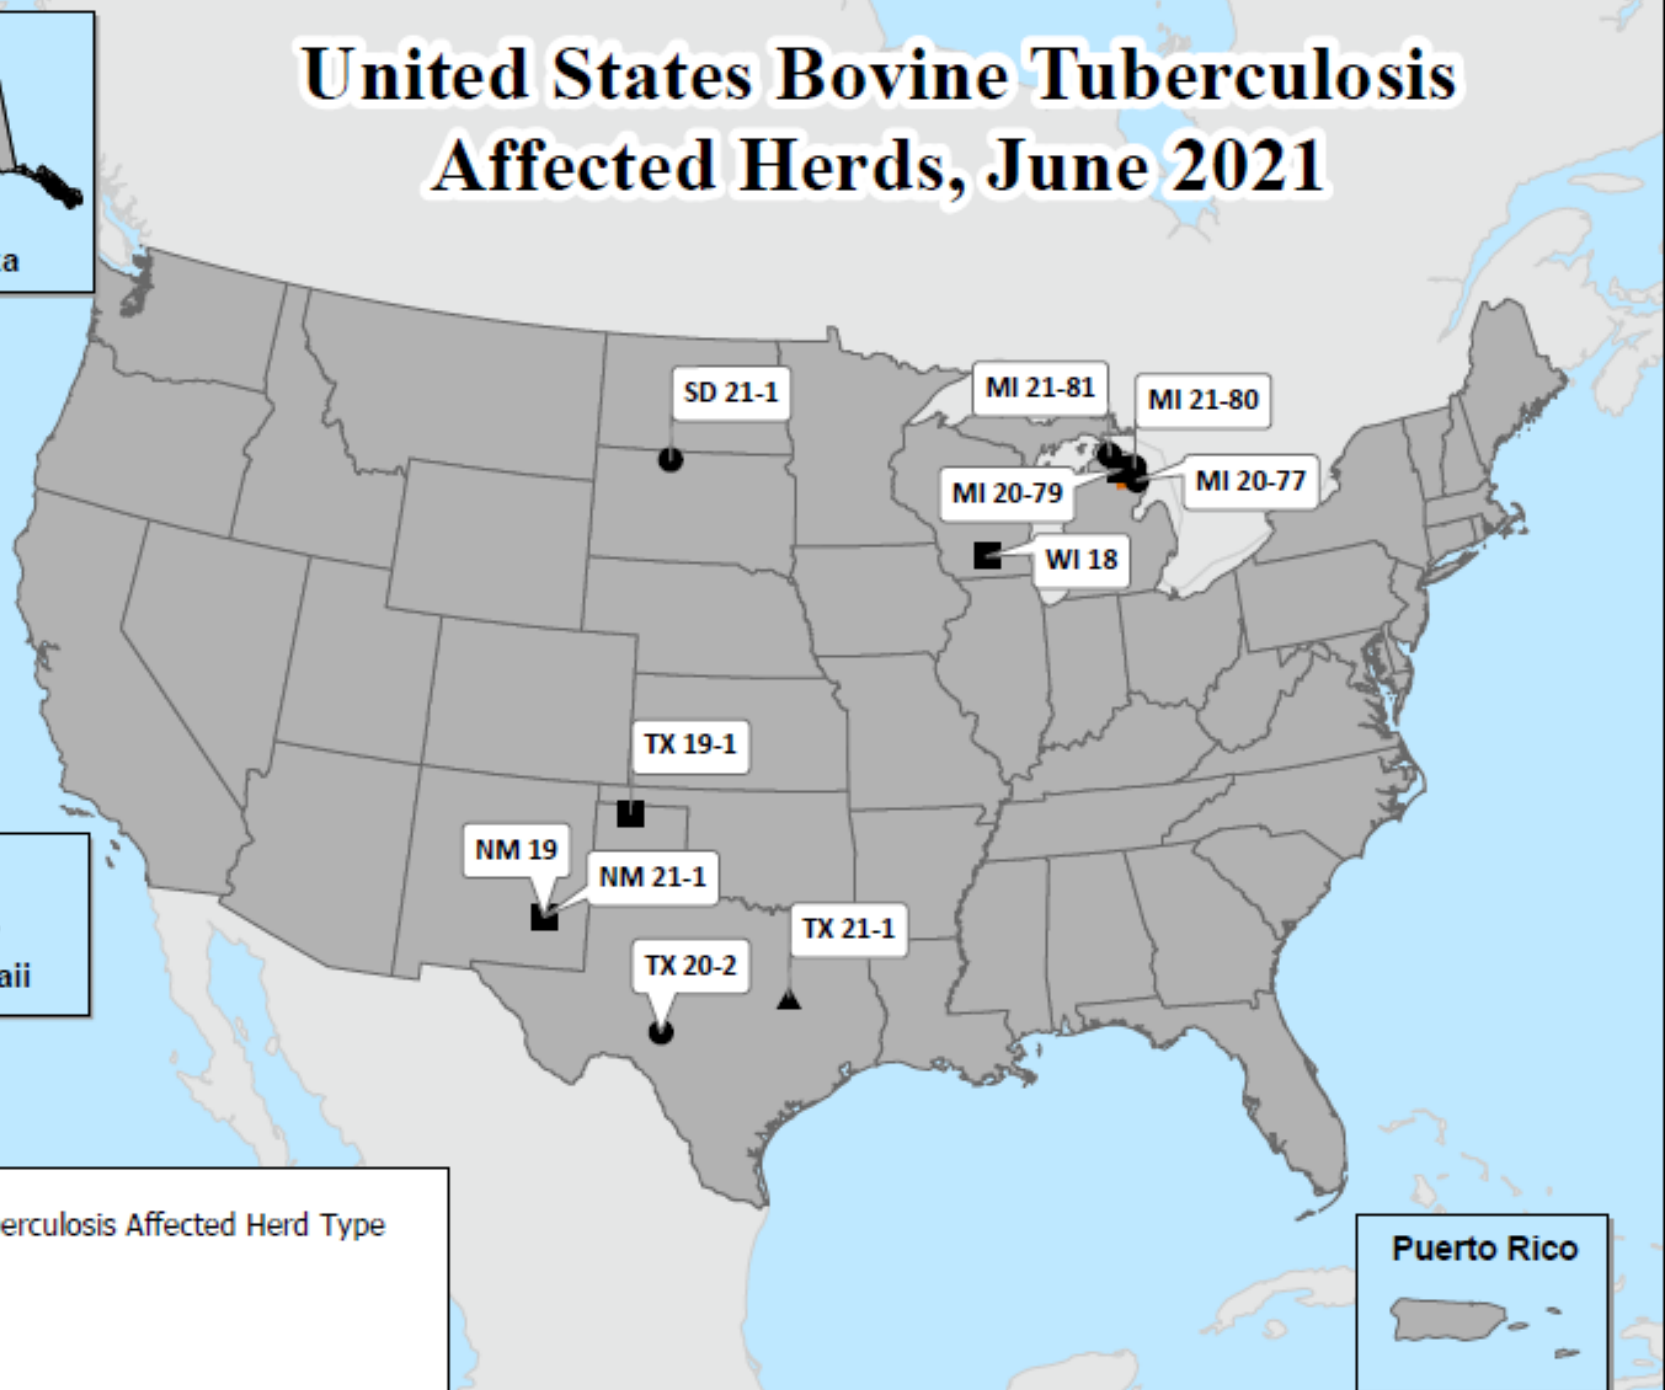 United States Bovine Tuberculosis
Affected Herds, June 2021
SD 21-1
MI 21-81
MI 21-80
MI 20-79
MI 20-77
WI 18
TX 19-1
NM 19
NM 21-1
TX 21-1
TX 20-2
Affected Herd Type
Puerto Rico